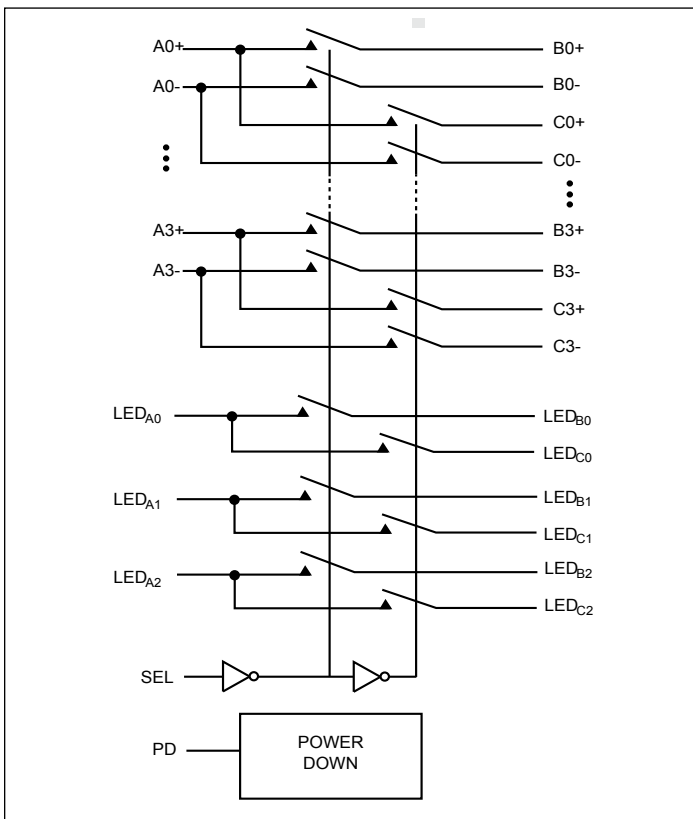 A0+ B0+
A0- B0-
C0+
C0-
A3+ B3+
A3- B3-
C3+
C3-
LEDA0 LEDB0
LEDC0
LEDA1 LEDB1
LEDC1
LEDA2 LEDB2
LEDC2
SEL
PD
POWER
DOWN